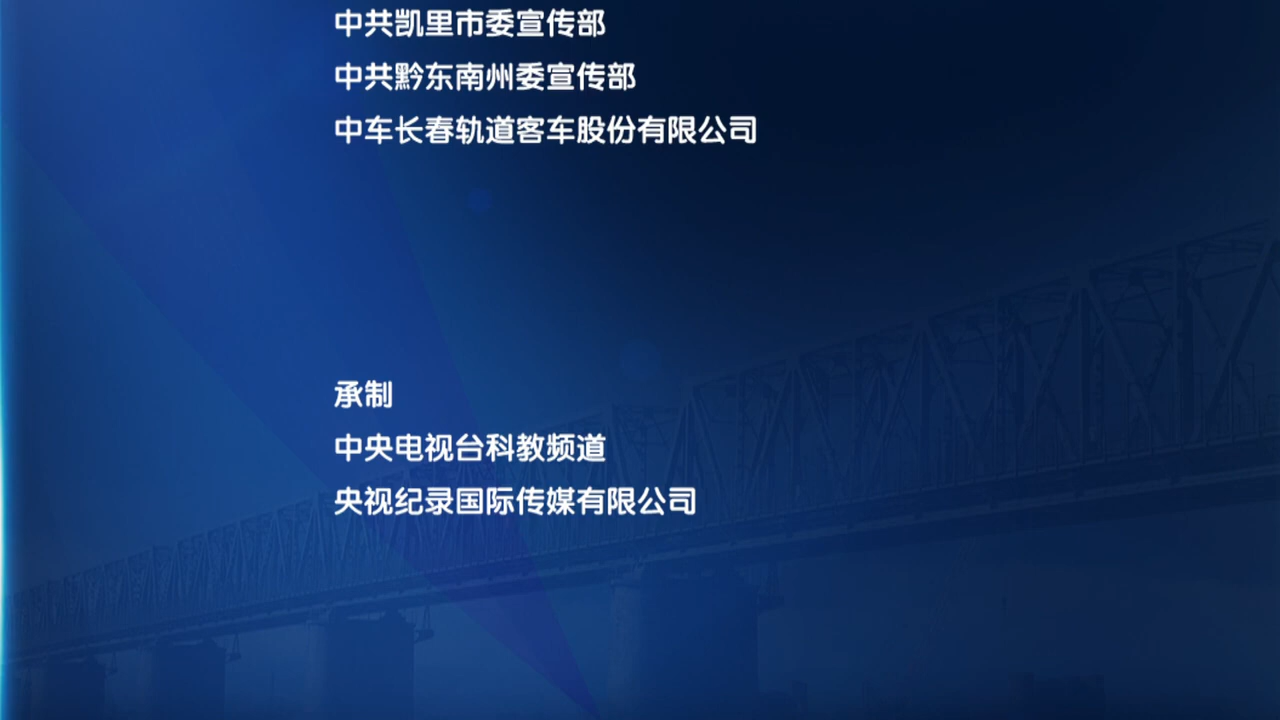 中共凯里市委宣传部
中共黔东南州委宣传部
中车长春轨道客车股份有限公司
承制
中央电视台科教频道
央视纪录国际传媒有限公司